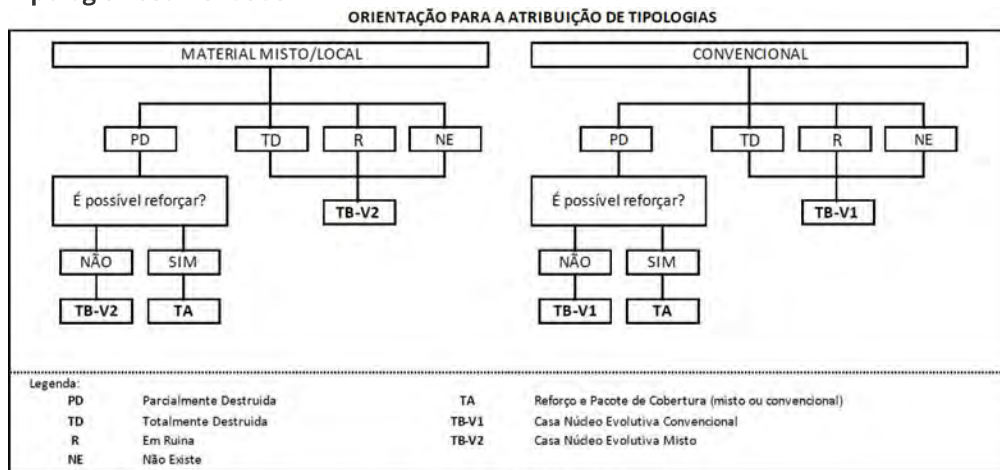 ORIENTAÇÃO PARA A ATRIBUIÇÃO DE TIPOLOGIAS
MATERIAL MISTO/LOCAL
CONVENCIONAL
PD TD R NE
PD TD R NE
É possível reforçar?
TB-V2
É possível reforçar?
TB-V1
NÃO SIM
NÃO SIM
TB-V2 TA
TB-V1 TA
Legenda:
PD Parcialmente Destruida TA Reforço e Pacote de Cobertura (misto ou convencional)
TD Totalmente Destruida TB-V1 Casa Núcleo Evolutiva Convencional
R Em Ruina TB-V2 Casa Núcleo Evolutiva Misto
NE Não Existe